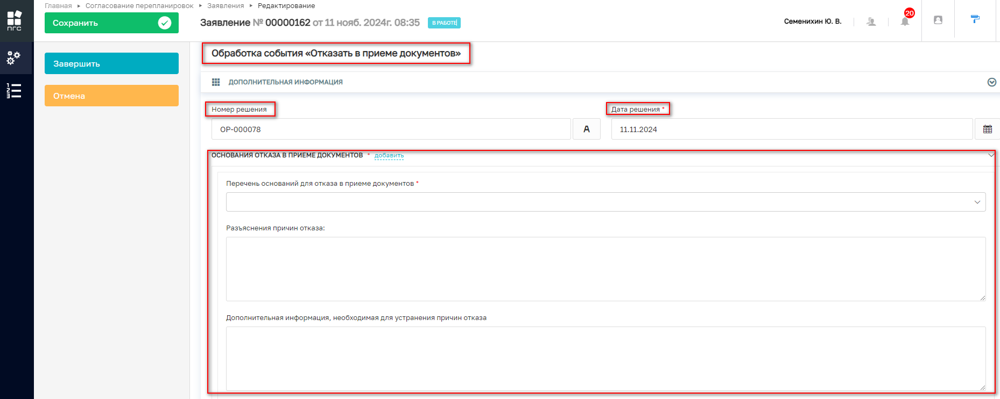 пгс
Главная ▸ Согласование перепланировок ▸ Заявления ▸ Редактирование
Сохранить
Заявление № 00000162 от 11 нояб. 2024г. 08:35 В РАБОТЕ
Семенихин Ю. В.
20
Завершить
Отмена
Обработка события «Отказать в приеме документов»
ДОПОЛНИТЕЛЬНАЯ ИНФОРМАЦИЯ
Номер решения
Дата решения *
ОР-000078
A
11.11.2024
ОСНОВАНИЯ ОТКАЗА В ПРИЕМЕ ДОКУМЕНТОВ * добавить
Перечень оснований для отказа в приеме документов *
Разъяснения причин отказа:
Дополнительная информация, необходимая для устранения причин отказа